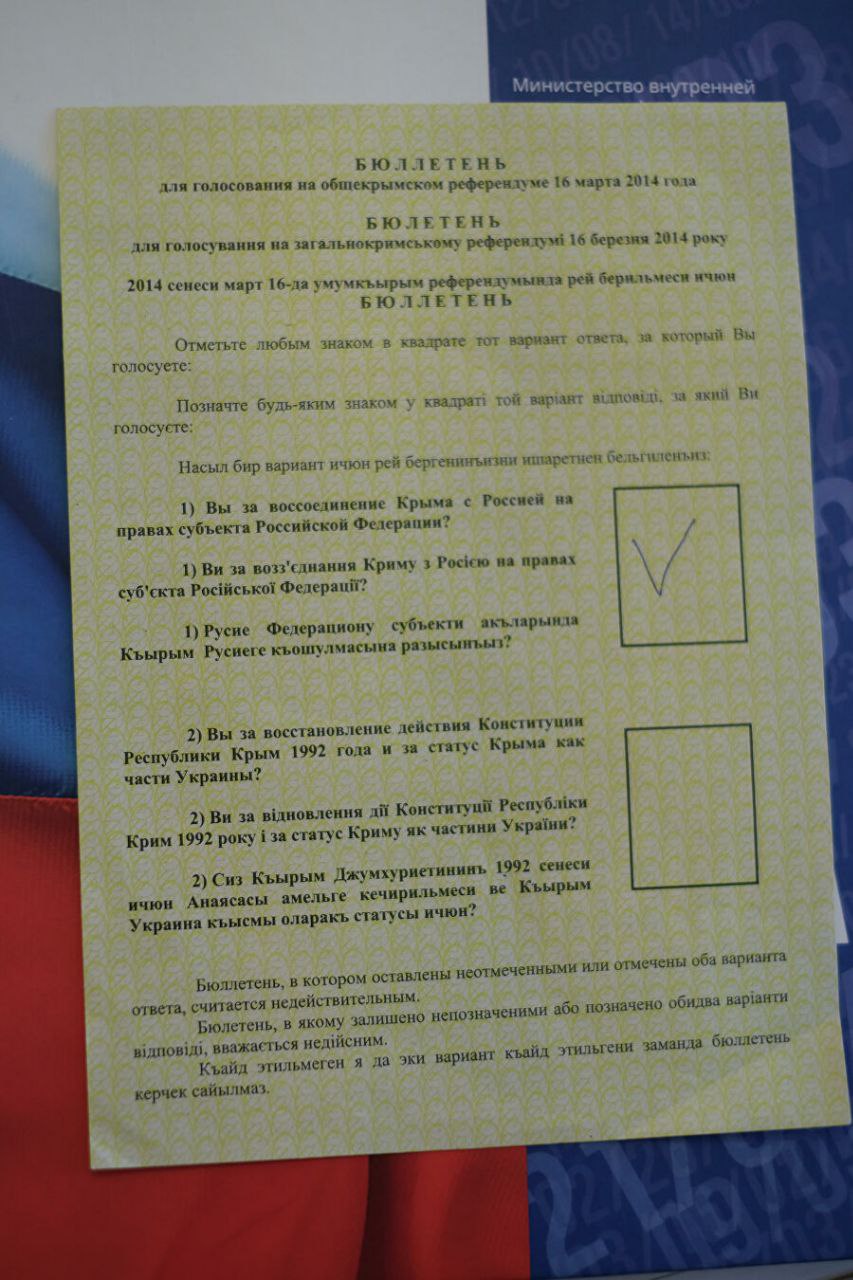 Министерство внутренней
БЮЛЛЕТЕНЬ
для голосования на общекрымском референдуме 16 марта 2014 года
БЮЛЕТЕНЬ
для голосування на загальнокримському референдумі 16 березня 2014 року
2014 сенеси март 16-да умумкъырым референдумында рей берильмеси ичюн
БЮЛЛЕТЕНЬ
Отметьте любым знаком в квадрате тот вариант ответа, за который Вы
голосуете:
Позначте будь-яким знаком у квадраті той варіант відповіді, за який Ви
голосуєте:
Насыл бир вариант ичюн рей бергенинъизни ишаретнен бельгиленъиз:
1) Вы за воссоединение Крыма с Россией на
правах субъекта Российской Федерации?
1) Ви за возз'єднання Криму з Росією на правах
суб'єкта Російської Федерації?
1) Русие Федерациону субъекти акъларында
Къырым Русиеге къошулмасына разысынъыз?
2) Вы за восстановление действия Конституции
Республики Крым 1992 года и за статус Крыма как
части Украины?
2) Ви за відновлення дії Конституції Республіки
Крим 1992 року і за статус Криму як частини України?
2) Сиз Къырым Джумхуриетининъ 1992 сенеси
ичюн Анаясасы амельге кечирильмеси ве Къырым
Украина къысмы оларакъ статусы ичюн?
Бюллетень, в котором оставлены неотмеченными или отмечены оба варианта
ответа, считается недействительным.
Бюлетень, в якому залишено непозначеними або позначено обидва варіанти
відповіді, вважається недійсним.
Къайд этильмеген я да эки вариант къайд этильгени заманда бюллетень
керчек сайылмаз.